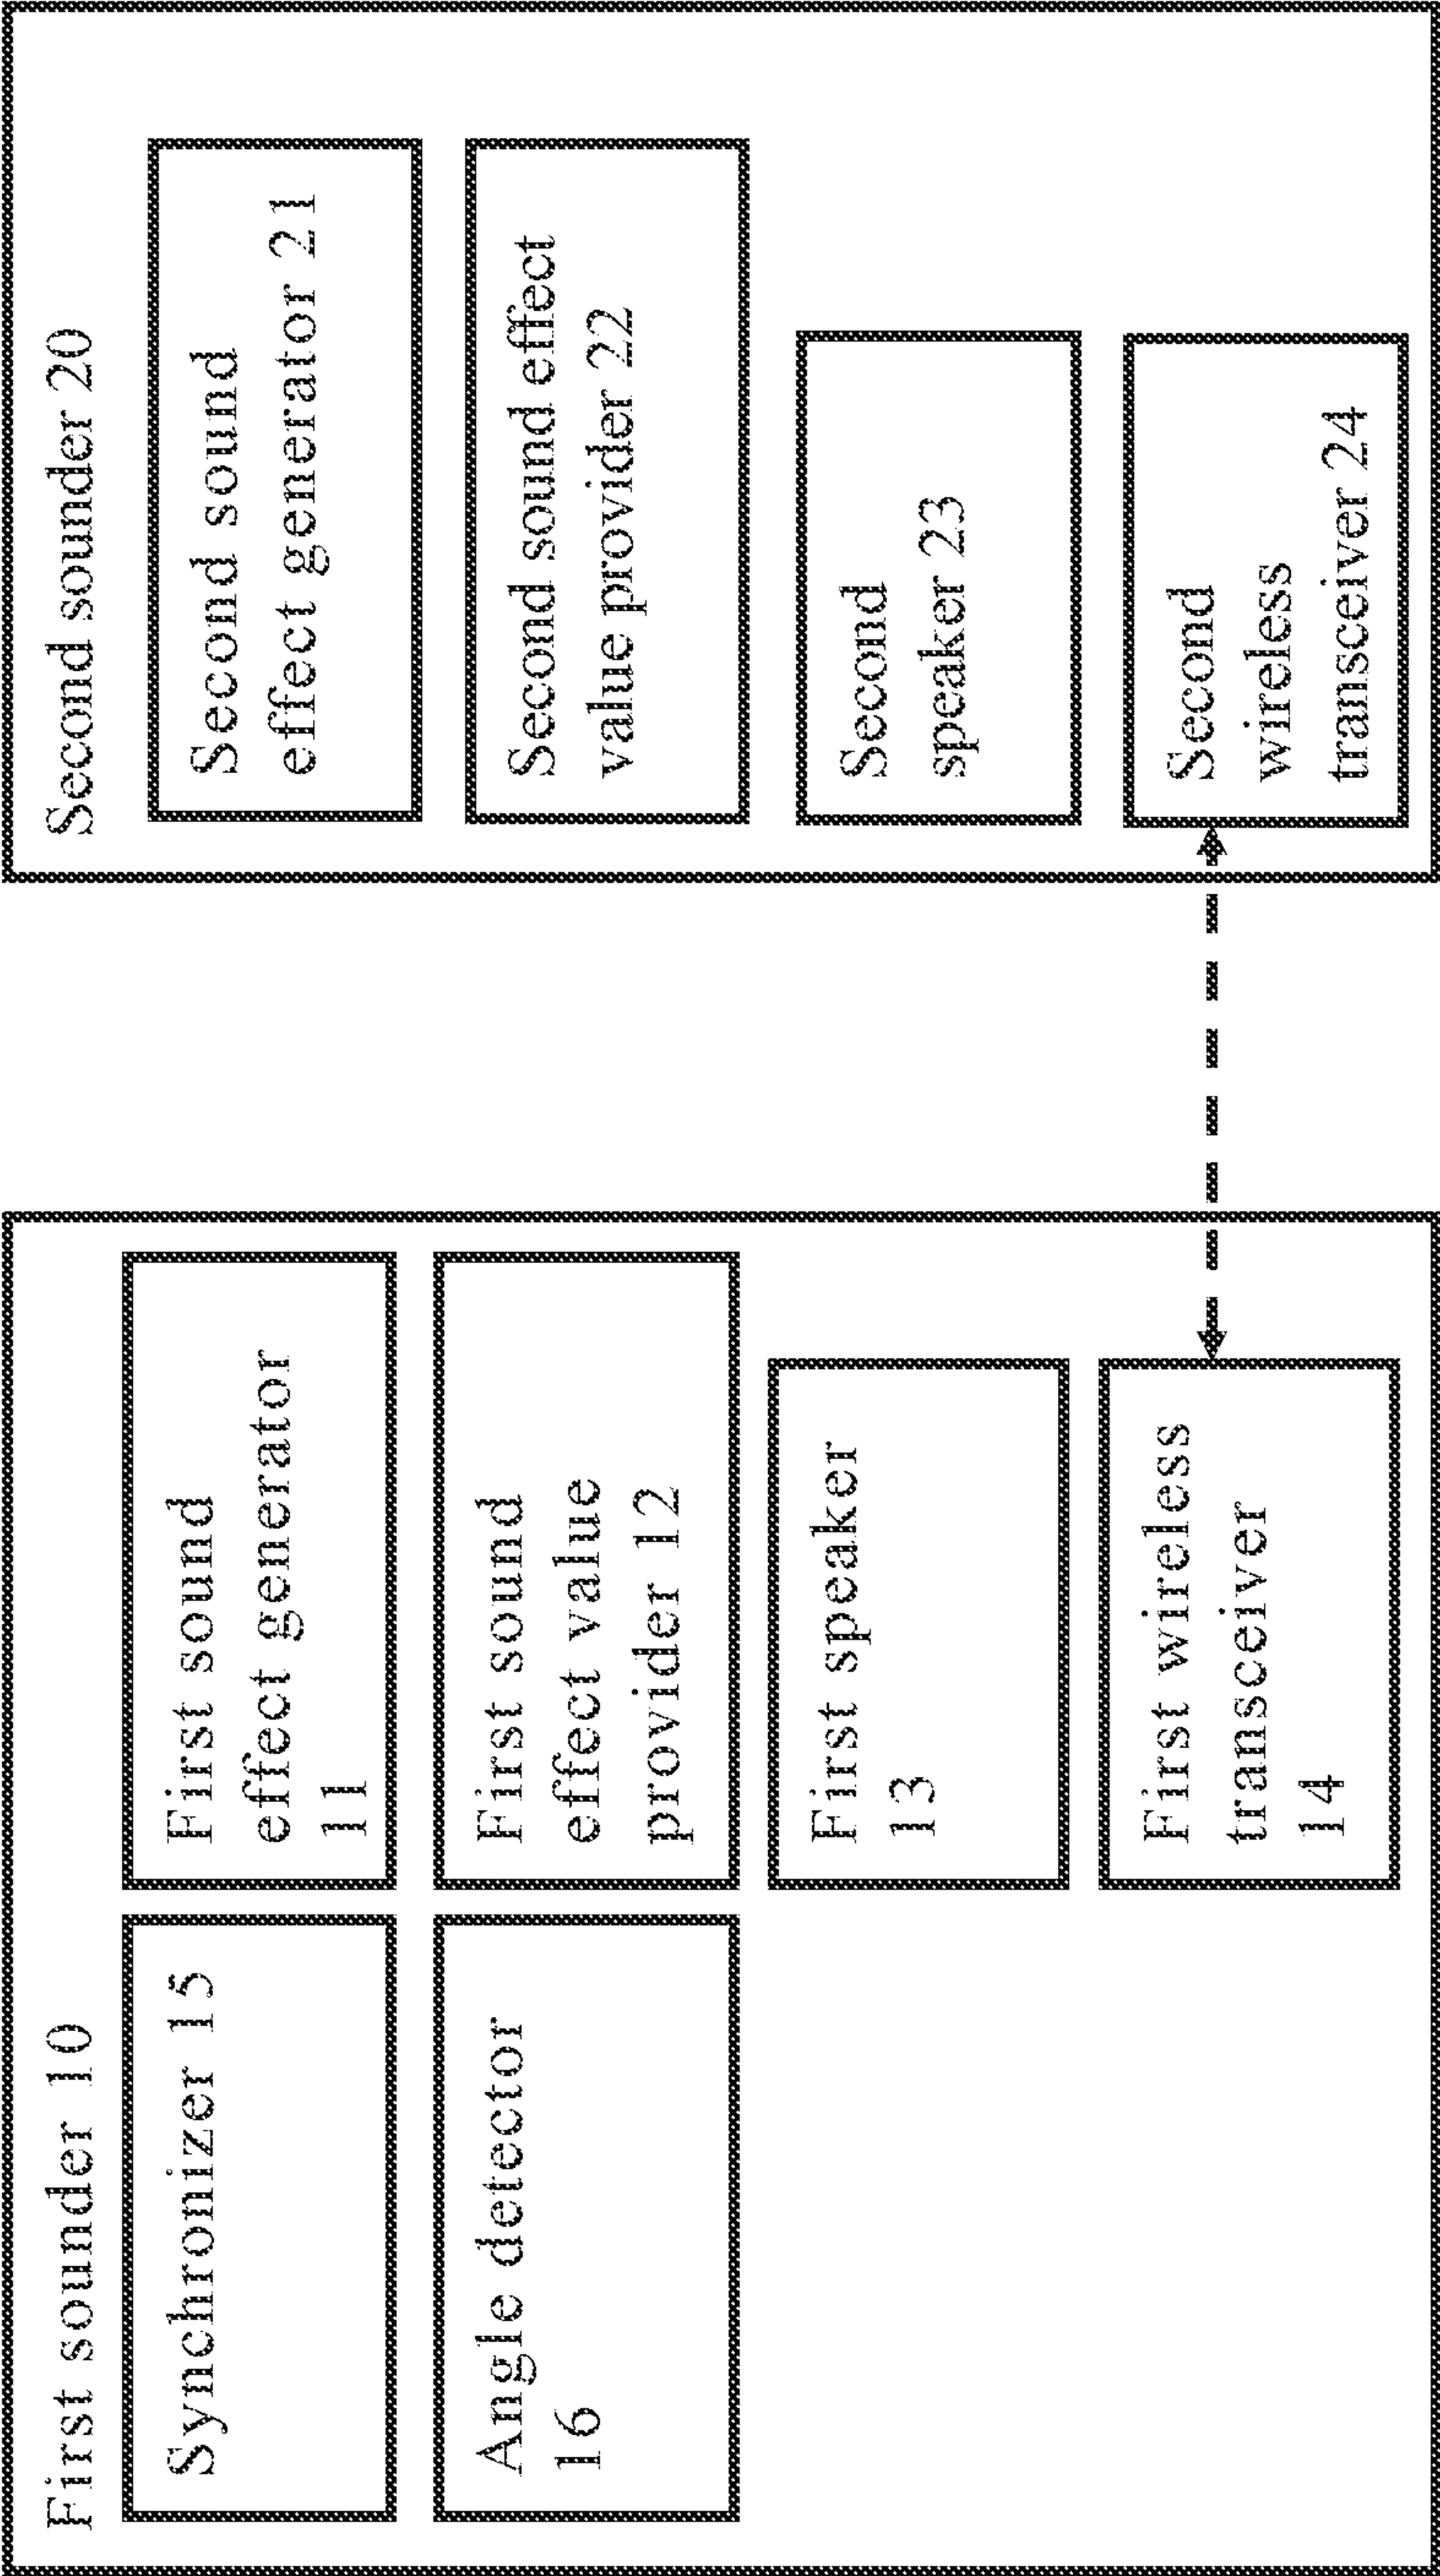 First sounder 10
Synchronizer 15
Angle detector
16
First sound
effect generator
11
First sound
effect value
provider 12
First speaker
13
First wireless
transceiver
14
Second sounder 20
Second sound
effect generator 21
Second sound effect
value provider 22
Second
speaker 23
Second
wireless
transceiver 24